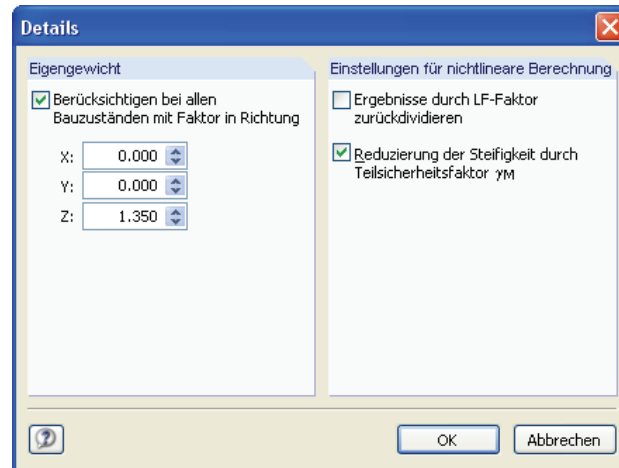 Details
Eigengewicht
Berücksichtigen bei allen
Bauzuständen mit Faktor in Richtung
X: 0.000
Y: 0.000
Z: 1.350
Einstellungen für nichtlineare Berechnung
Ergebnisse durch LF-Faktor
zurückdividieren
Reduzierung der Steifigkeit durch
Teilsicherheitsfaktor γM
OK
Abbrechen